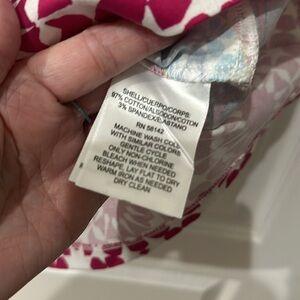 SHELL/CUERPO/CORPS:
97% COTTON/ALGODON/COTON
3% SPANDEX/ELASTANO
RN 58142
MACHINE WASH COLD
WITH SIMILAR COLORS
GENTLE CYCLE
ONLY NON-CHLORINE
BLEACH WHEN NEEDED
RESHAPE, LAY FLAT TO DRY
WARM IRON AS NEEDED
DRY CLEAN